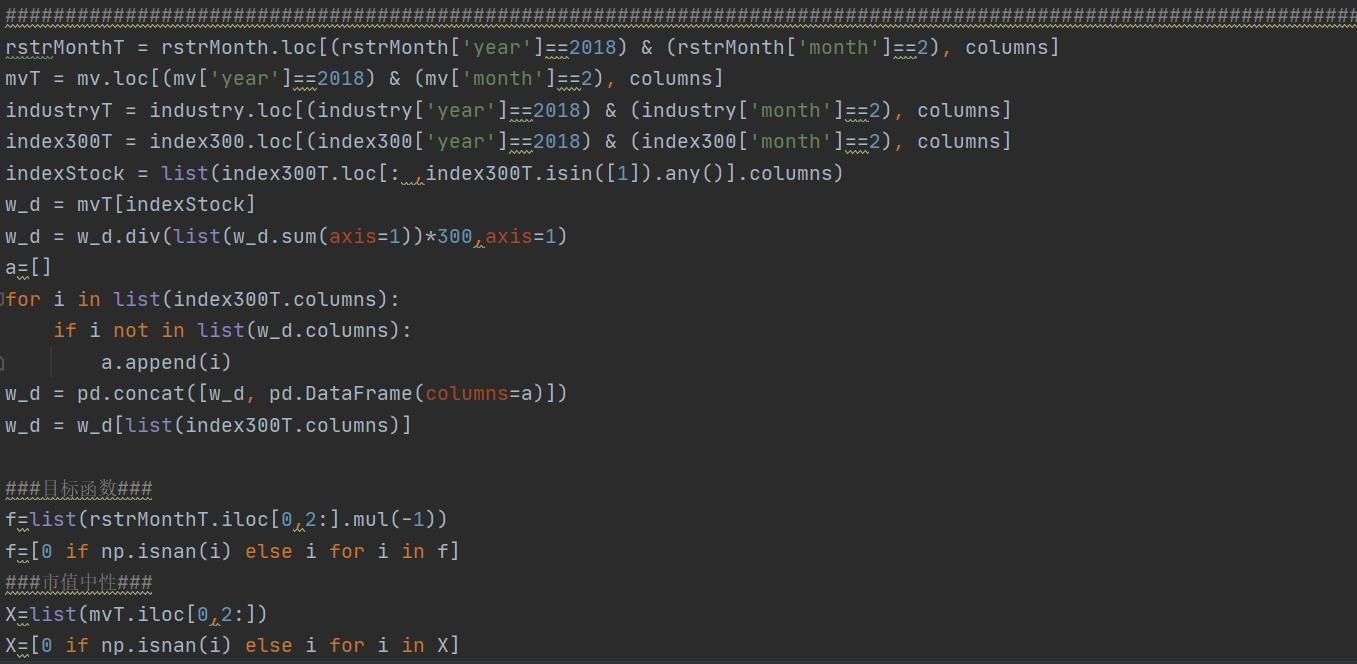 ##################################################################################################################
rstrMonthT = rstrMonth.loc[(rstrMonth['year']==2018) & (rstrMonth['month']==2), columns]
mvT = mv.loc[(mv['year']==2018) & (mv['month']==2), columns]
industryT = industry.loc[(industry['year']==2018) & (industry['month']==2), columns]
index300T = index300.loc[(index300['year']==2018) & (index300['month']==2), columns]
indexStock = list(index300T.loc[: ,index300T.isin([1]).any()].columns)
w_d = mvT[indexStock]
w_d = w_d.div(list(w_d.sum(axis=1))*300,axis=1)
a=[]
for i in list(index300T.columns):
    if i not in list(w_d.columns):
        a.append(i)
w_d = pd.concat([w_d, pd.DataFrame(columns=a)])
w_d = w_d[list(index300T.columns)]
###目标函数###
f=list(rstrMonthT.iloc[0,2:].mul(-1))
f=[0 if np.isnan(i) else i for i in f]
###市值中性###
X=list(mvT.iloc[0,2:])
X=[0 if np.isnan(i) else i for i in X]